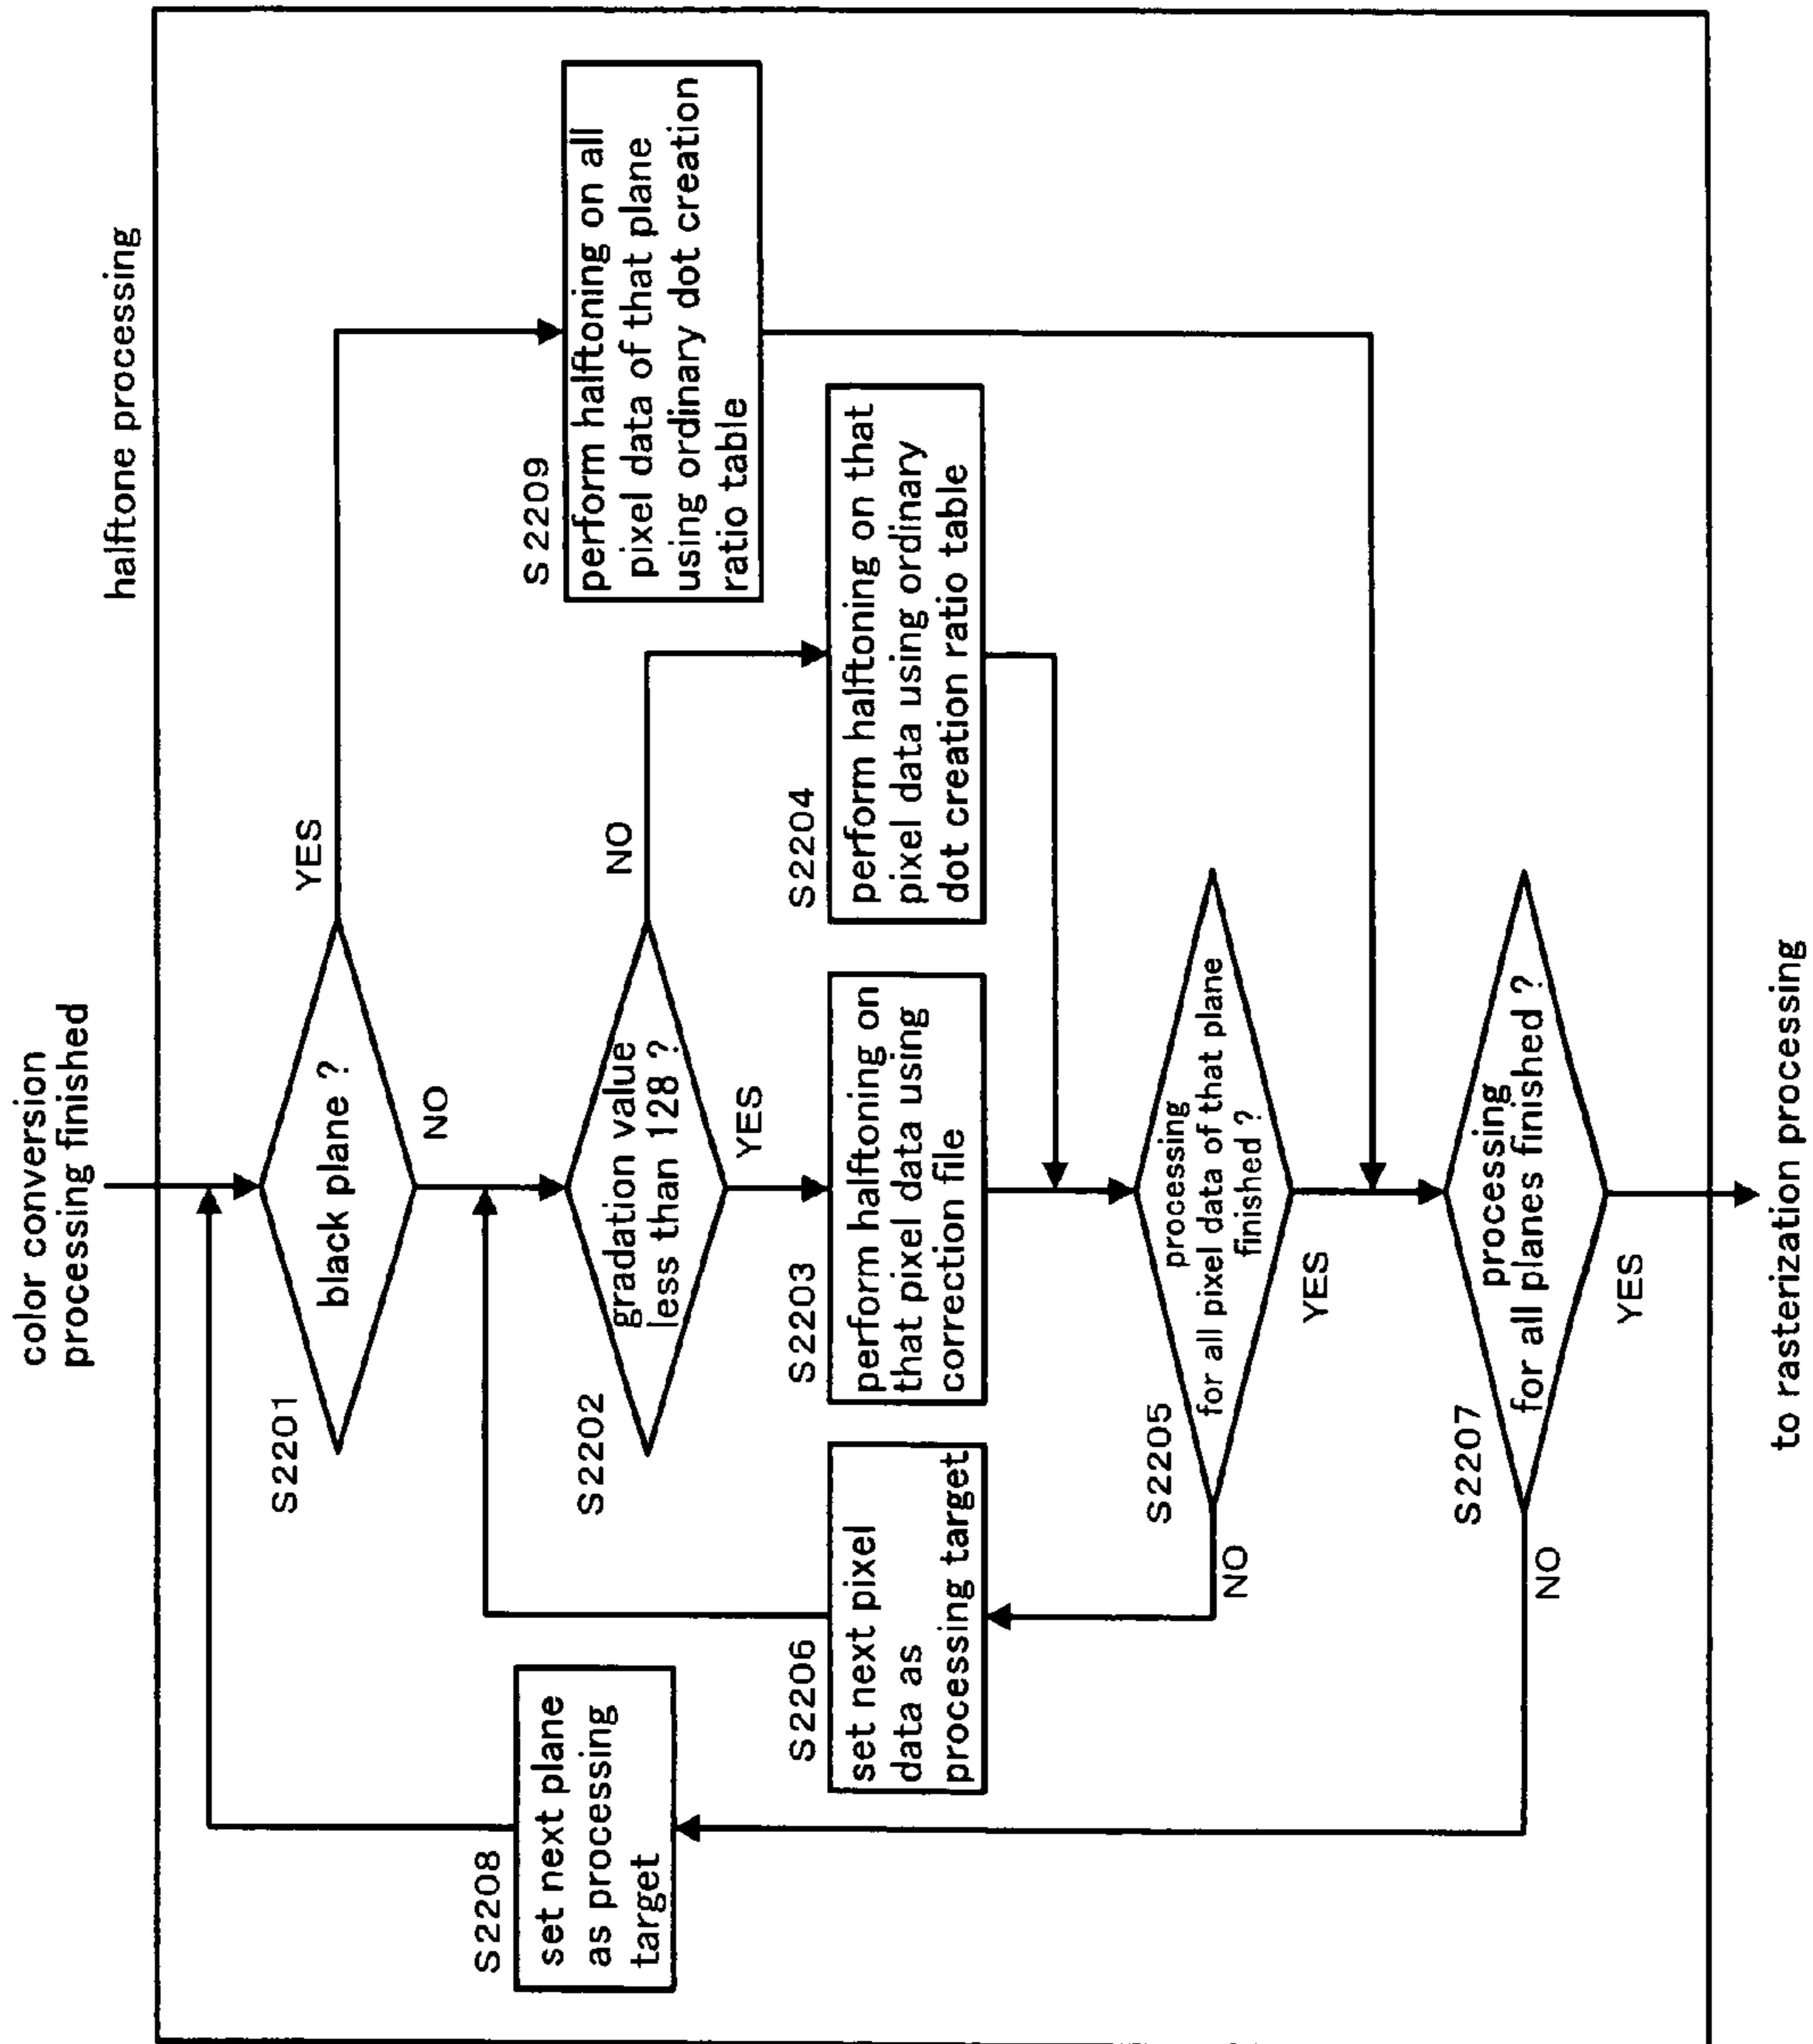 color conversion
processing finished
halftone processing
S2201
black plane ?
YES
NO
S2202
gradation value
less than 128 ?
NO
YES
S2209
perform halftoning on all
pixel data of that plane
using ordinary dot creation
ratio table
S2208
set next plane
as processing
target
S2206
set next pixel
data as
processing target
S2203
perform halftoning on
that pixel data using
correction file
S2204
perform halftoning on that
pixel data using ordinary
dot creation ratio table
S2205
processing
for all pixel data of that plane
finished ?
NO
YES
S2207
processing
for all planes finished ?
NO
YES
to rasterization processing